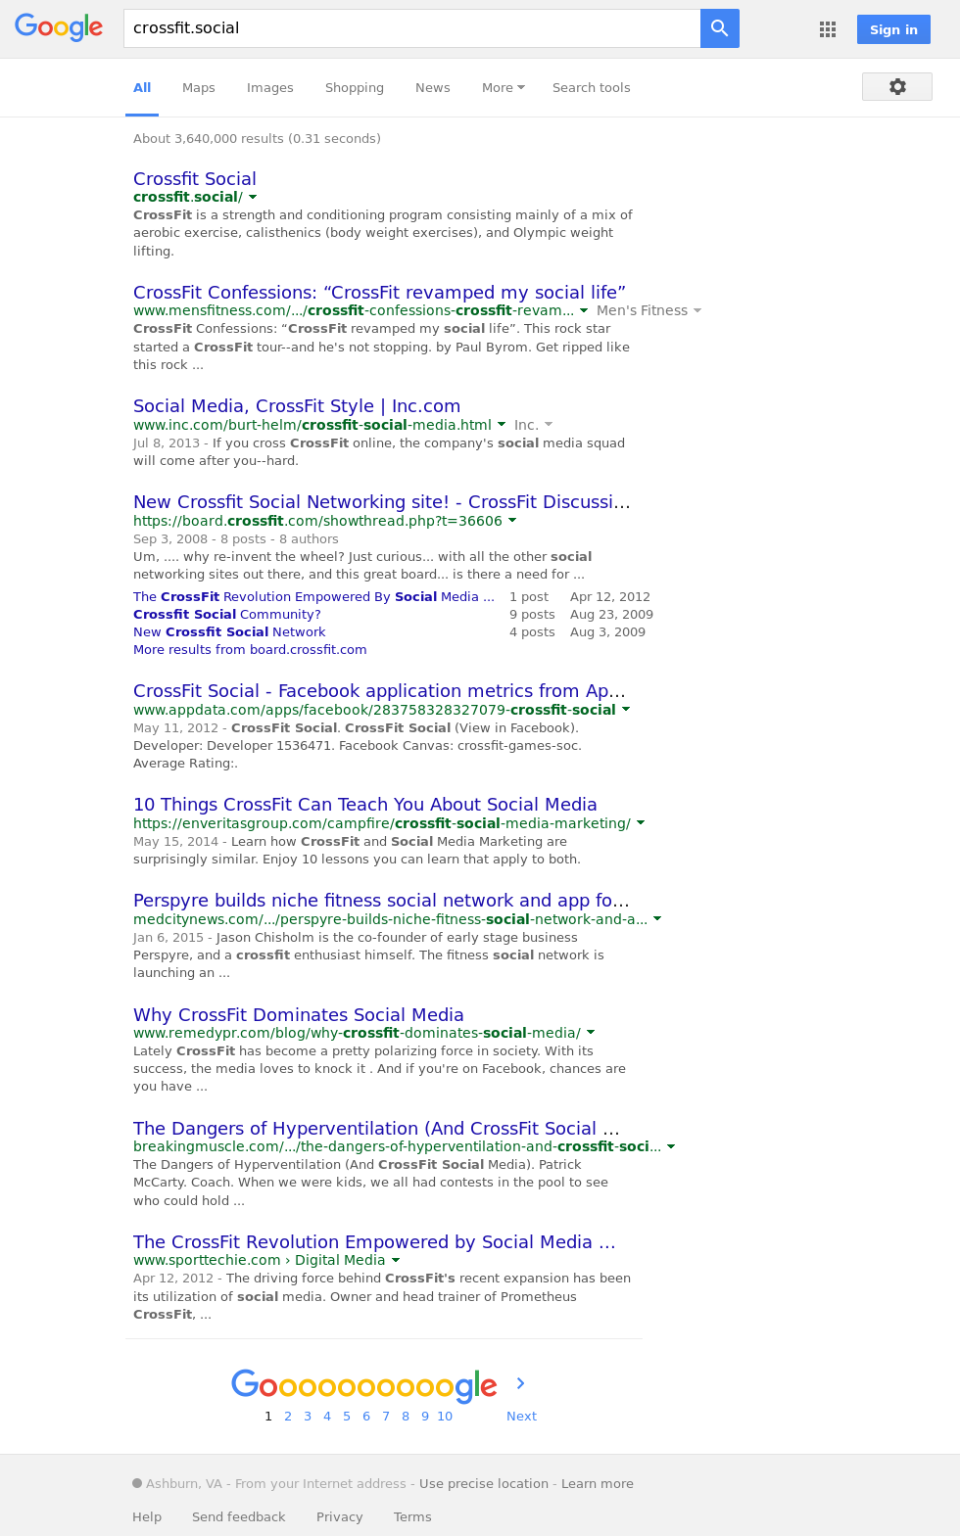 Google
crossfit.social
Sign in
All Maps Images Shopping News More Search tools
About 3,640,000 results (0.31 seconds)
Crossfit Social
crossfit.social/
CrossFit is a strength and conditioning program consisting mainly of a mix of
aerobic exercise, calisthenics (body weight exercises), and Olympic weight
lifting.
CrossFit Confessions: “CrossFit revamped my social life”
www.mensfitness.com/.../crossfit-confessions-crossfit-revam... Men's Fitness
CrossFit Confessions: “CrossFit revamped my social life”. This rock star
started a CrossFit tour--and he's not stopping. by Paul Byrom. Get ripped like
this rock ...
Social Media, CrossFit Style | Inc.com
www.inc.com/burt-helm/crossfit-social-media.html Inc.
Jul 8, 2013 - If you cross CrossFit online, the company's social media squad
will come after you--hard.
New Crossfit Social Networking site! - CrossFit Discussi...
https://board.crossfit.com/showthread.php?t=36606
Sep 3, 2008 - 8 posts - 8 authors
Um, .... why re-invent the wheel? Just curious... with all the other social
networking sites out there, and this great board... is there a need for ...
The CrossFit Revolution Empowered By Social Media ... 1 post Apr 12, 2012
Crossfit Social Community? 9 posts Aug 23, 2009
New Crossfit Social Network 4 posts Aug 3, 2009
More results from board.crossfit.com
CrossFit Social - Facebook application metrics from Ap...
www.appdata.com/apps/facebook/283758328327079-crossfit-social
May 11, 2012 - CrossFit Social. CrossFit Social (View in Facebook).
Developer: Developer 1536471. Facebook Canvas: crossfit-games-soc.
Average Rating:.
10 Things CrossFit Can Teach You About Social Media
https://enveritasgroup.com/campfire/crossfit-social-media-marketing/
May 15, 2014 - Learn how CrossFit and Social Media Marketing are
surprisingly similar. Enjoy 10 lessons you can learn that apply to both.
Perspyre builds niche fitness social network and app fo...
medcitynews.com/.../perspyre-builds-niche-fitness-social-network-and-a...
Jan 6, 2015 - Jason Chisholm is the co-founder of early stage business
Perspyre, and a crossfit enthusiast himself. The fitness social network is
launching an ...
Why CrossFit Dominates Social Media
www.remedypr.com/blog/why-crossfit-dominates-social-media/
Lately CrossFit has become a pretty polarizing force in society. With its
success, the media loves to knock it . And if you're on Facebook, chances are
you have ...
The Dangers of Hyperventilation (And CrossFit Social ...
breakingmuscle.com/.../the-dangers-of-hyperventilation-and-crossfit-soci...
The Dangers of Hyperventilation (And CrossFit Social Media). Patrick
McCarty. Coach. When we were kids, we all had contests in the pool to see
who could hold ...
The CrossFit Revolution Empowered by Social Media ...
www.sporttechie.com › Digital Media
Apr 12, 2012 - The driving force behind CrossFit's recent expansion has been
its utilization of social media. Owner and head trainer of Prometheus
CrossFit, ...
Goooooooooogle
1 2 3 4 5 6 7 8 9 10 Next
Ashburn, VA - From your Internet address - Use precise location - Learn more
Help Send feedback Privacy Terms